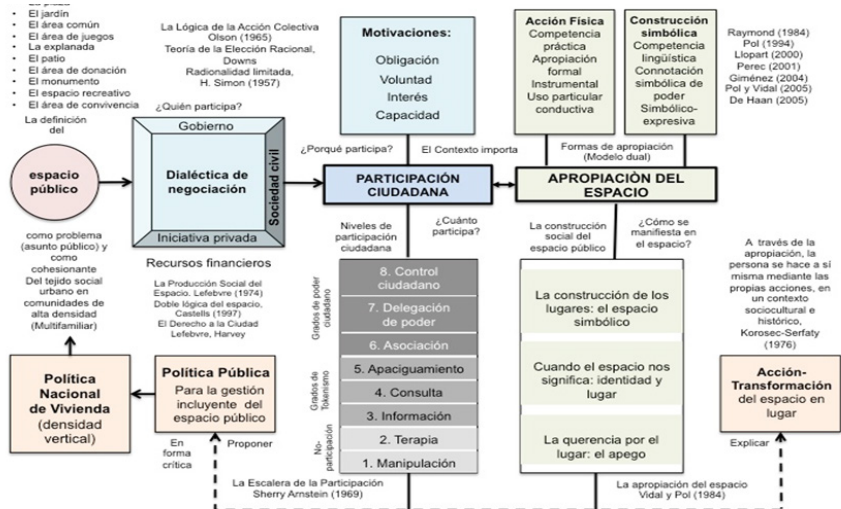 • El jardín
• El área común
• El área de juegos
• La explanada
• El patio
• El área de donación
• El monumento
• El espacio recreativo
• El área de convivencia
La definición
del
espacio
público
como problema
(asunto público) y
como
cohesionante
Del tejido social
urbano en
comunidades de
alta densidad
(Multifamiliar)
Política
Nacional
de Vivienda
(densidad
vertical)
La Lógica de la Acción Colectiva
Olson (1965)
Teoría de la Elección Racional,
Downs
Radionalidad limitada,
H. Simon (1957)
¿Quién participa?
Gobierno
Dialéctica de
negociación
Sociedad civil
Iniciativa privada
Recursos financieros
La Producción Social del
Espacio. Lefebvre (1974)
Doble lógica del espacio,
Castells (1997)
El Derecho a la Ciudad
Lefebvre, Harvey
Política Pública
Para la gestión
incluyente del
espacio público
En
forma
crítica
Proponer
Motivaciones:
Obligación
Voluntad
Interés
Capacidad
¿Porqué participa?
El Contexto importa
PARTICIPACIÓN
CIUDADANA
Niveles de
participación
ciudadana
¿Cuánto
participa?
Grados de poder
ciudadano
Grados de
Tokenismo
No-
participación
8. Control
ciudadano
7. Delegación
de poder
6. Asociación
5. Apaciguamiento
4. Consulta
3. Información
2. Terapia
1. Manipulación
La Escalera de la Participación
Sherry Arnstein (1969)
Acción Física
Competencia
práctica
Apropiación
formal
Instrumental
Uso particular
conductiva
Construcción
simbólica
Competencia
lingüística
Connotación
simbólica de
poder
Simbólico-
expresiva
Raymond (1984)
Pol (1994)
Llopart (2000)
Perec (2001)
Giménez (2004)
Pol y Vidal (2005)
De Haan (2005)
Formas de apropiación
(Modelo dual)
APROPIACIÒN DEL
ESPACIO
La construcción
social del
espacio público
¿Cómo se
manifiesta en
el espacio?
La construcción de los
lugares: el espacio
simbólico
Cuando el espacio nos
significa: identidad y
lugar
La querencia por el
lugar: el apego
La apropiación del espacio
Vidal y Pol (1984)
A través de la
apropiación, la
persona se hace a sí
misma mediante las
propias acciones, en
un contexto
sociocultural e
histórico,
Korosec-Serfaty
(1976)
Acción-
Transformación
del espacio en
lugar
Explicar